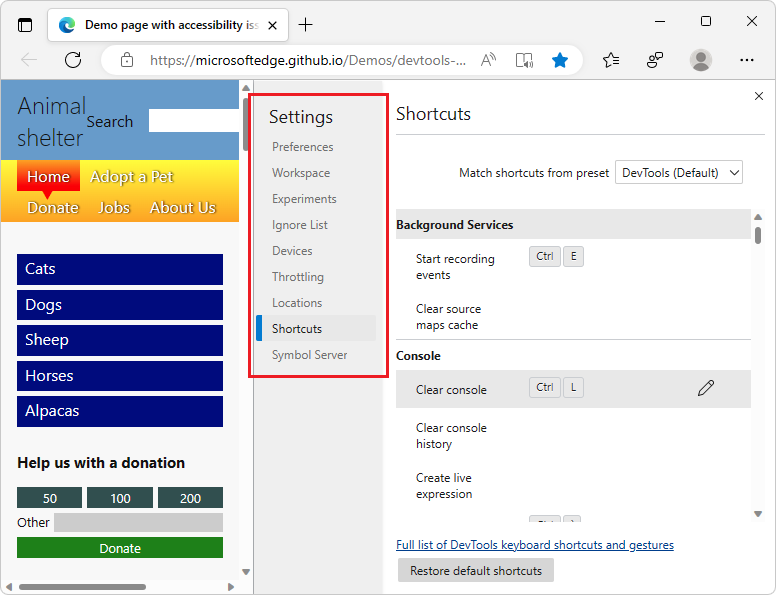 Demo page with accessibility iss
https://microsoftedge.github.io/Demos/devtools-...
Animal
shelter
Search
Home
Adopt a Pet
Donate
Jobs
About Us
Cats
Dogs
Sheep
Horses
Alpacas
Help us with a donation
50
100
200
Other
Donate
Settings
Preferences
Workspace
Experiments
Ignore List
Devices
Throttling
Locations
Shortcuts
Symbol Server
Shortcuts
Match shortcuts from preset
DevTools (Default)
Background Services
Start recording
events
Ctrl
E
Clear source
maps cache
Console
Clear console
Ctrl
L
Clear console
history
Create live
expression
Full list of DevTools keyboard shortcuts and gestures
Restore default shortcuts